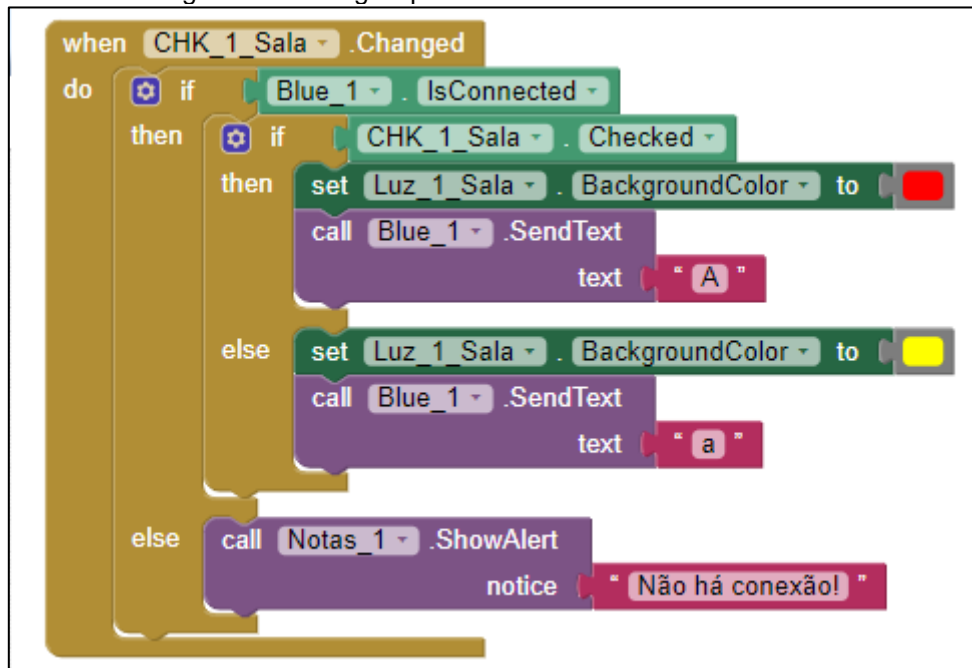 when CHK_1_Sala .Changed
do if Blue_1 . IsConnected
then if CHK_1_Sala . Checked
then set Luz_1_Sala . BackgroundColor to
call Blue_1 .SendText
text " A "
else set Luz_1_Sala . BackgroundColor to
call Blue_1 .SendText
text " a "
else call Notas_1 .ShowAlert
notice " Não há conexão! "